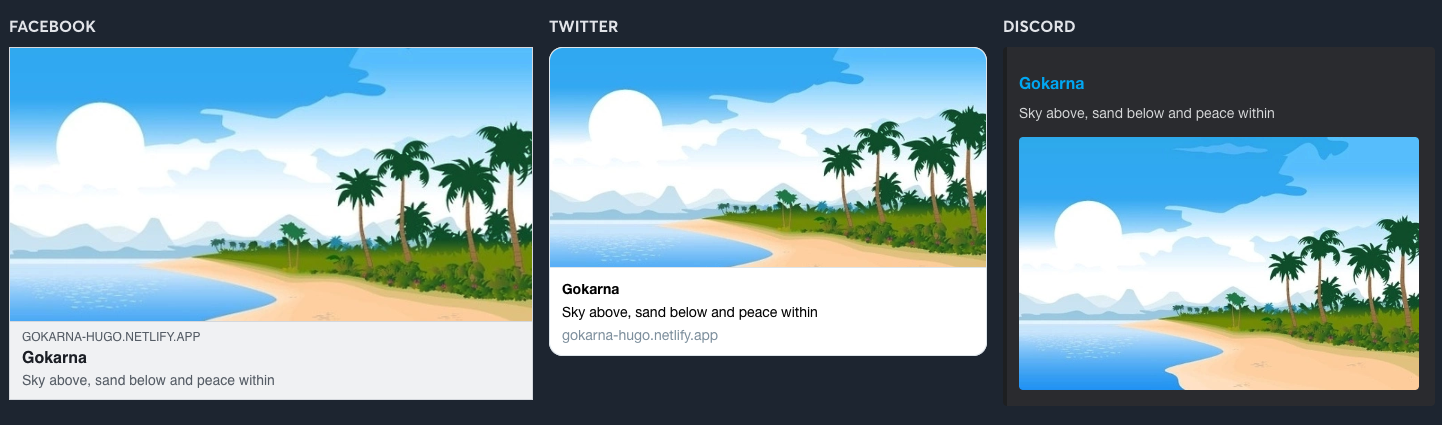 FACEBOOK
GOKARNA-HUGO.NETLIFY.APP
Gokarna
Sky above, sand below and peace within
TWITTER
Gokarna
Sky above, sand below and peace within
gokarna-hugo.netlify.app
DISCORD
Gokarna
Sky above, sand below and peace within